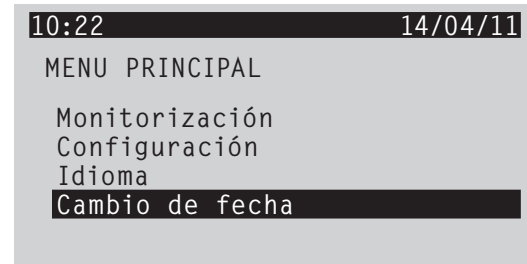 10:22 14/04/11
MENU PRINCIPAL
Monitorización
Configuración
Idioma
Cambio de fecha